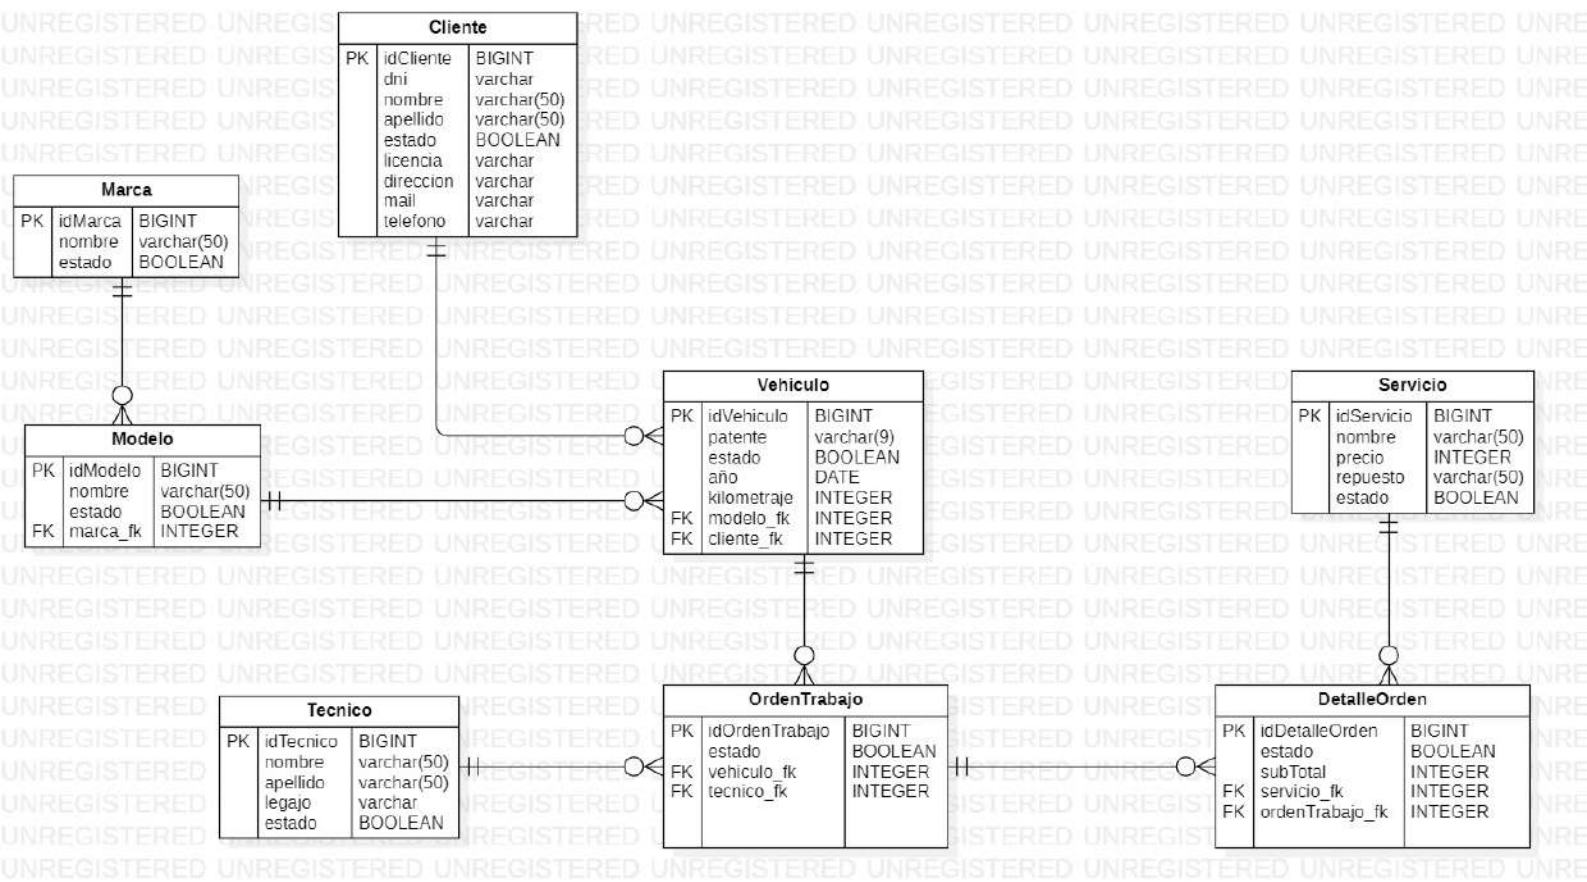 Cliente
PK idCliente BIGINT
dni varchar
nombre varchar(50)
apellido varchar(50)
estado BOOLEAN
licencia varchar
direccion varchar
mail varchar
telefono varchar
Marca
PK idMarca BIGINT
nombre varchar(50)
estado BOOLEAN
Modelo
PK idModelo BIGINT
nombre varchar(50)
estado BOOLEAN
FK marca_fk INTEGER
Vehiculo
PK idVehiculo BIGINT
patente varchar(9)
estado BOOLEAN
año DATE
kilometraje INTEGER
FK modelo_fk INTEGER
FK cliente_fk INTEGER
Servicio
PK idServicio BIGINT
nombre varchar(50)
precio INTEGER
repuesto varchar(50)
estado BOOLEAN
Tecnico
PK idTecnico BIGINT
nombre varchar(50)
apellido varchar(50)
legajo varchar
estado BOOLEAN
OrdenTrabajo
PK idOrdenTrabajo BIGINT
estado BOOLEAN
FK vehiculo_fk INTEGER
FK tecnico_fk INTEGER
DetalleOrden
PK idDetalleOrden BIGINT
estado BOOLEAN
subTotal INTEGER
FK servicio_fk INTEGER
FK ordenTrabajo_fk INTEGER
UNREGISTERED